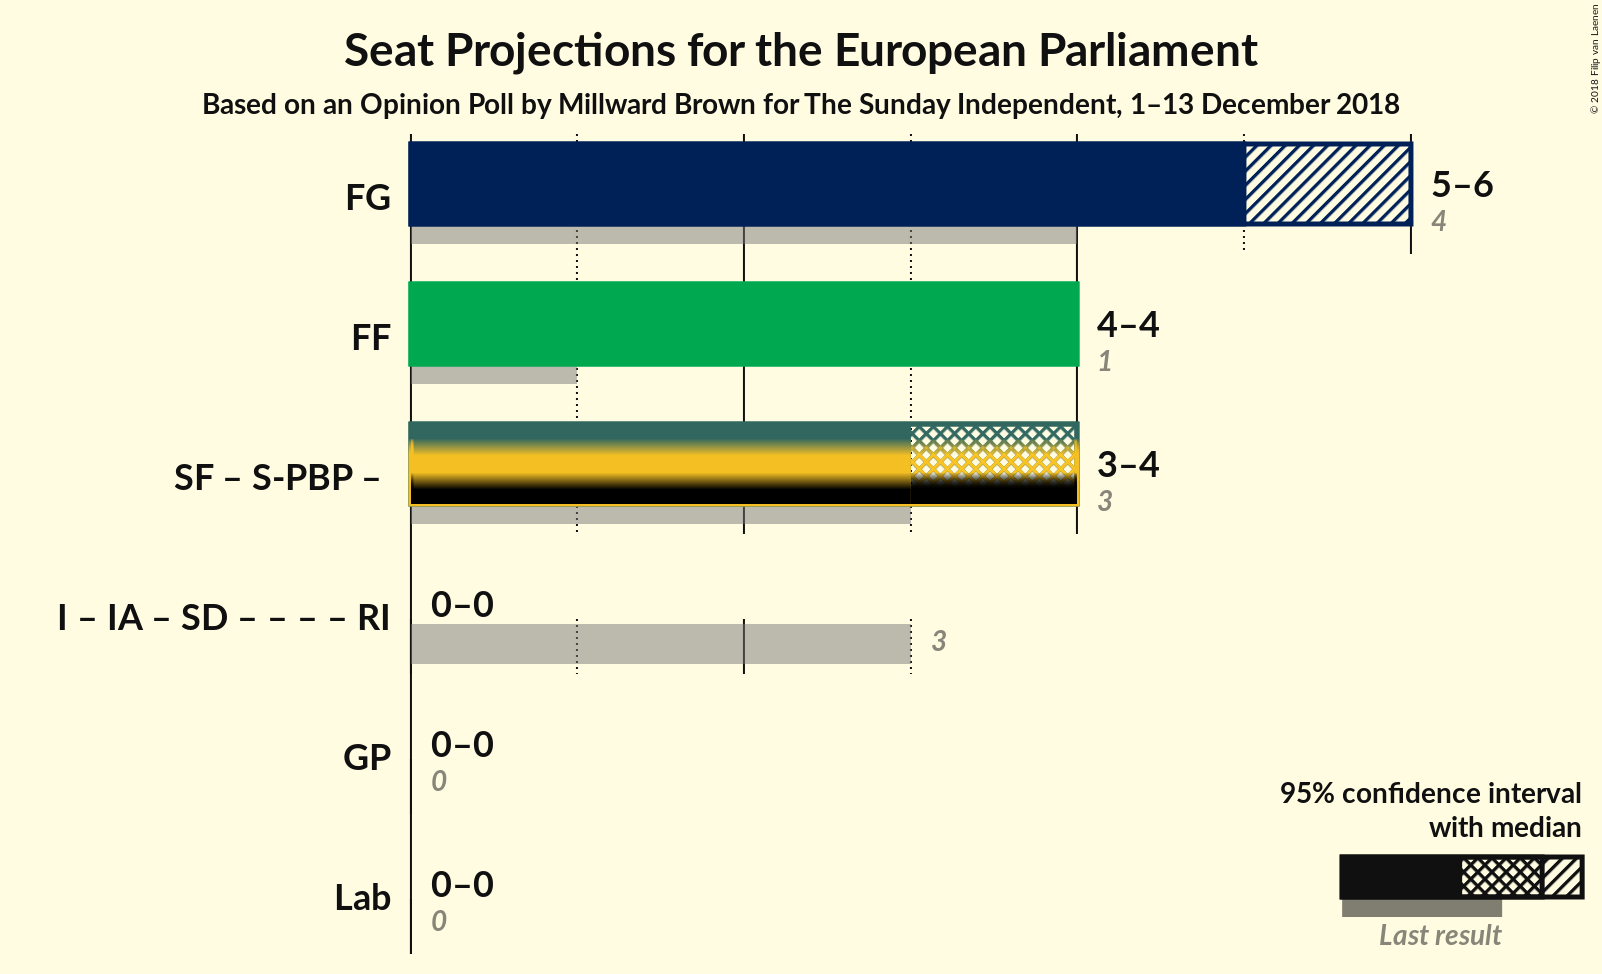 Seat Projections for the European Parliament
Based on an Opinion Poll by Millward Brown for The Sunday Independent, 1–13 December 2018
© 2018 Filip van Laenen
FG
5–6
4
FF
4–4
1
SF – S-PBP –
3–4
3
I – IA – SD – – – – RI
0–0
3
GP
0–0
0
Lab
0–0
0
95% confidence interval
with median
Last result